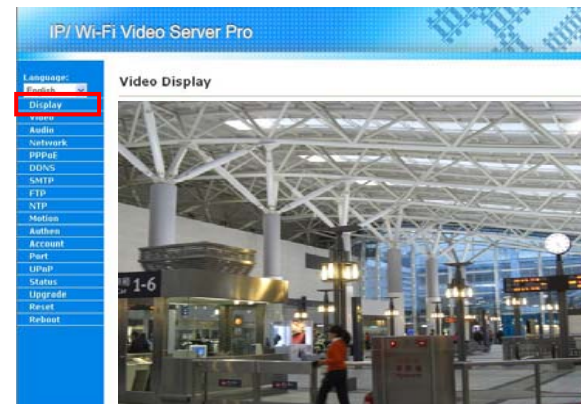 IP/ Wi-Fi Video Server Pro
Language:
English
Video Display
Display
Video
Audio
Network
PPPoE
DDNS
SMTP
FTP
NTP
Motion
Authen
Account
Port
UPnP
Status
Upgrade
Reset
Reboot
1-6